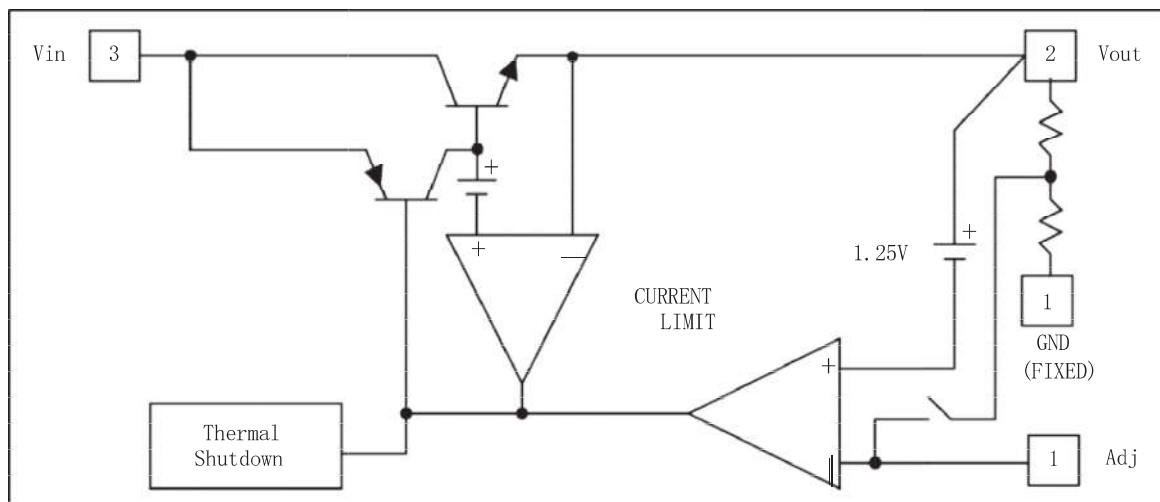 Vin 3
2 Vout
+
+
+
1.25V
CURRENT
LIMIT
1
GND
(FIXED)
+
Thermal
Shutdown
1 Adj